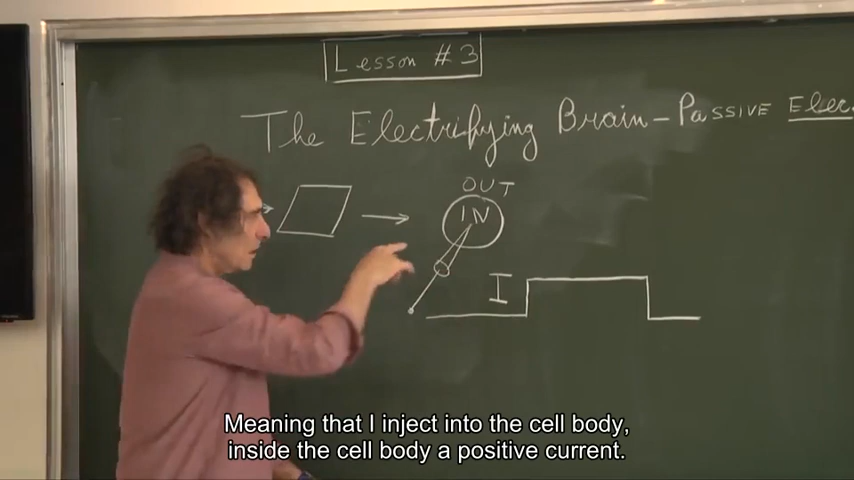 Lesson #3
The Electrifying Brain - Passive Elec.
OUT
IN
I
Meaning that I inject into the cell body,
inside the cell body a positive current.